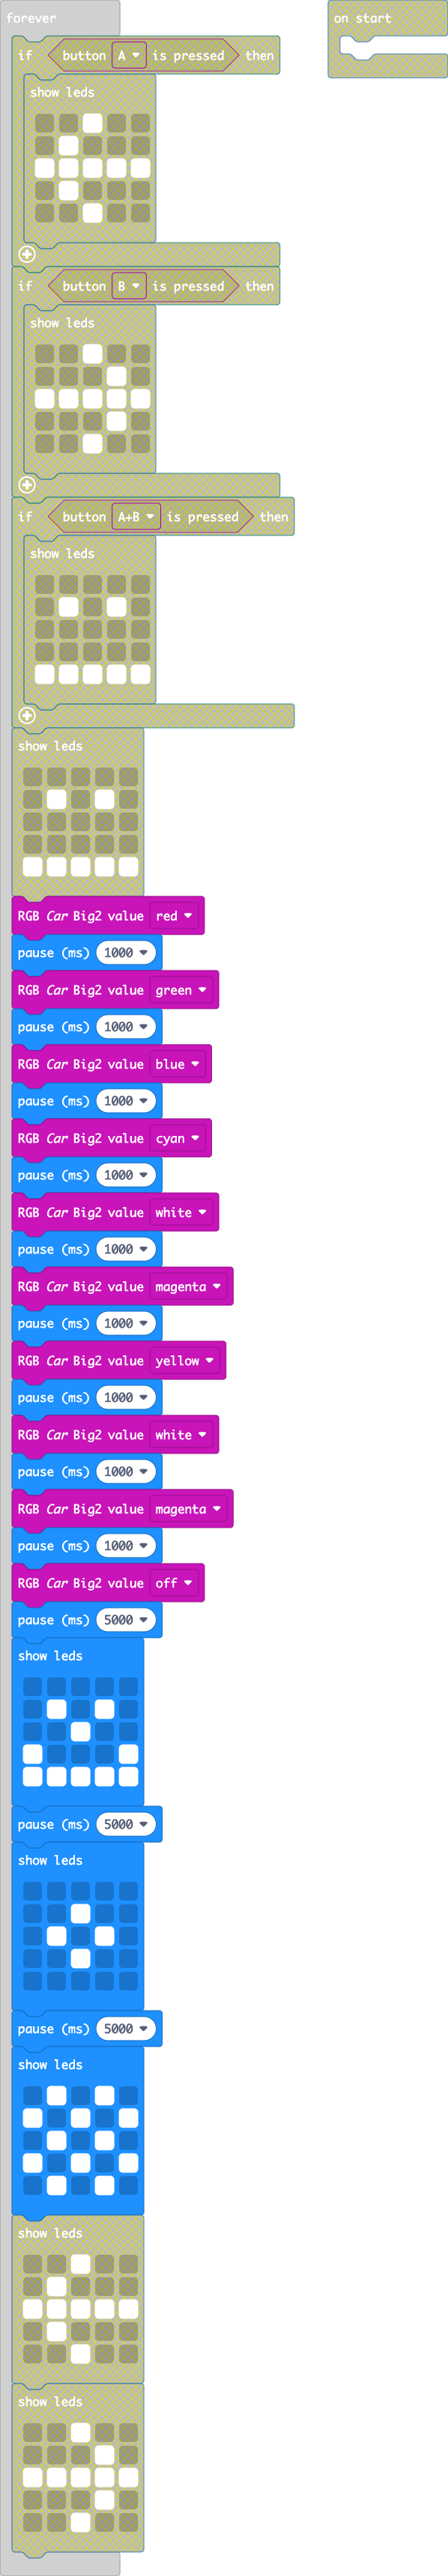 forever
on start
if button A is pressed then
show leds
if button B is pressed then
show leds
if button A+B is pressed then
show leds
show leds
RGB Car Big2 value red
pause (ms) 1000
RGB Car Big2 value green
pause (ms) 1000
RGB Car Big2 value blue
pause (ms) 1000
RGB Car Big2 value cyan
pause (ms) 1000
RGB Car Big2 value white
pause (ms) 1000
RGB Car Big2 value magenta
pause (ms) 1000
RGB Car Big2 value yellow
pause (ms) 1000
RGB Car Big2 value white
pause (ms) 1000
RGB Car Big2 value magenta
pause (ms) 1000
RGB Car Big2 value off
pause (ms) 5000
show leds
pause (ms) 5000
show leds
pause (ms) 5000
show leds
show leds
show leds